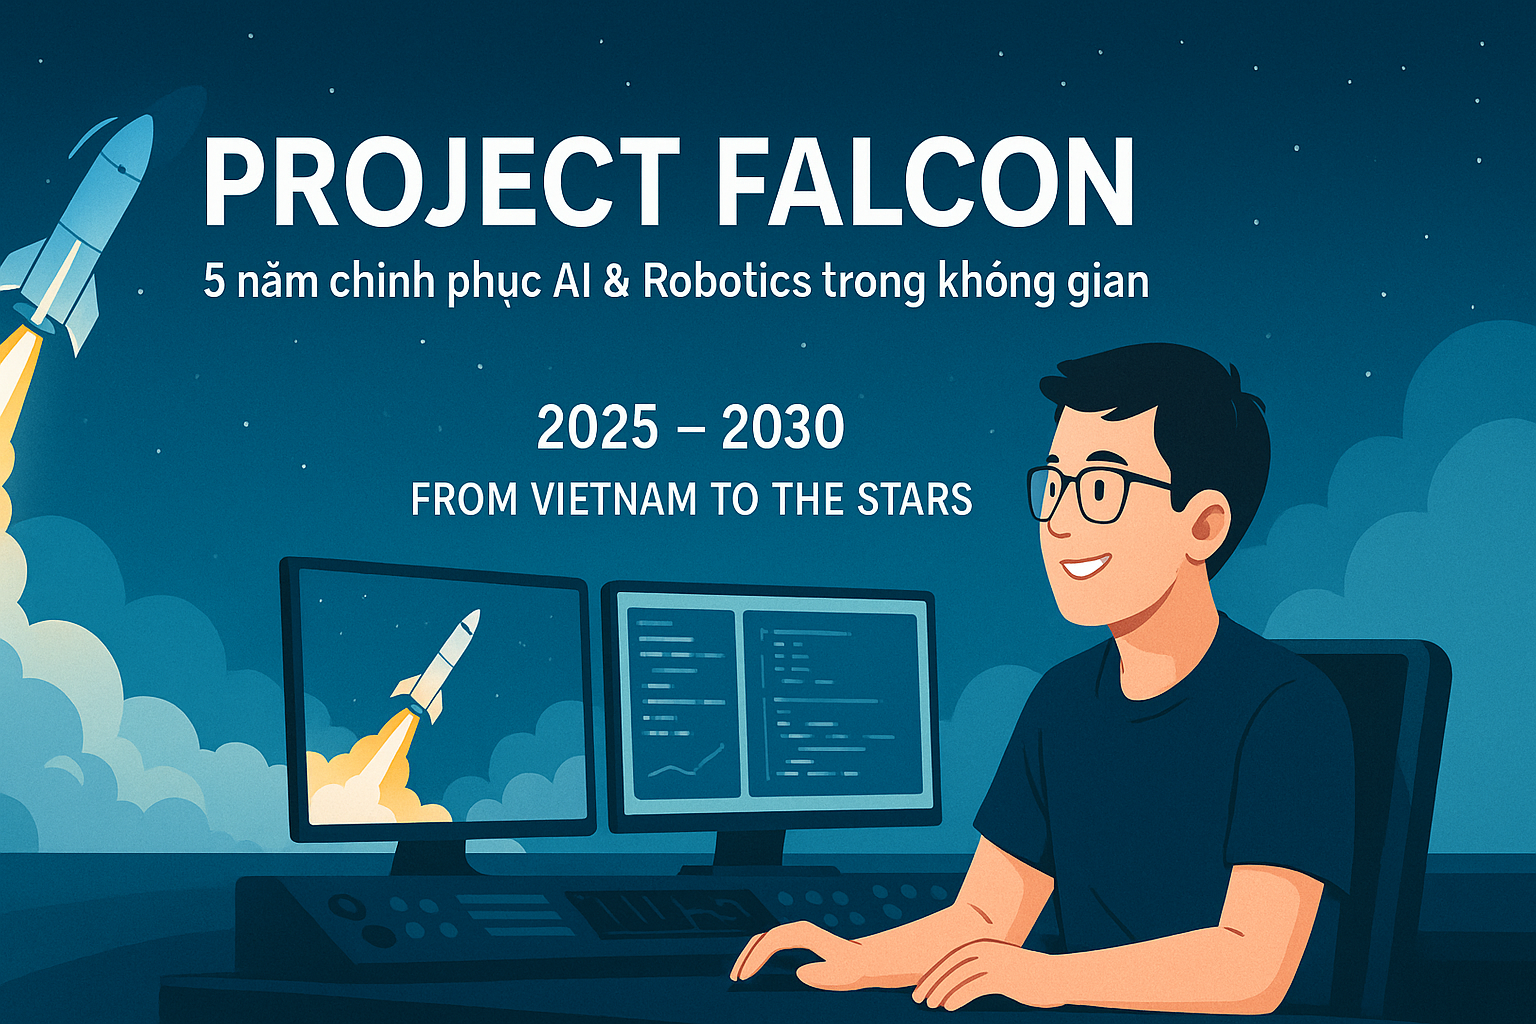 PROJECT FALCON
5 năm chinh phục AI & Robotics trong khóng gian
2025 – 2030
FROM VIETNAM TO THE STARS